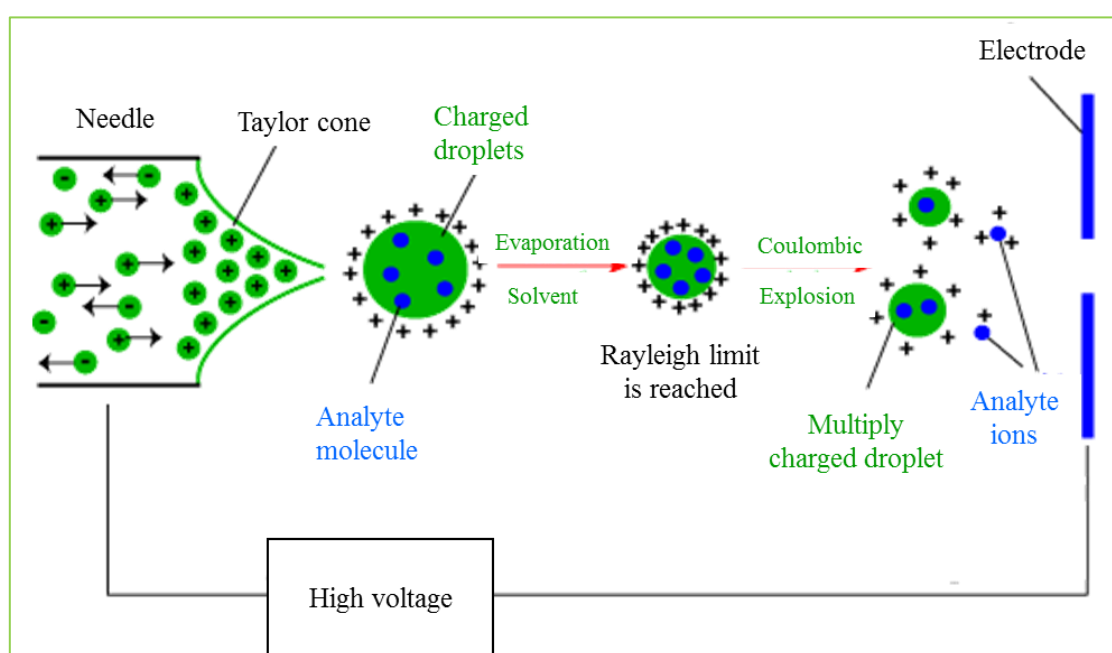 Electrode
Needle
Taylor cone
Charged
droplets
Evaporation
Solvent
Coulombic
Explosion
Rayleigh limit
is reached
Analyte
molecule
Multiply
charged droplet
Analyte
ions
High voltage